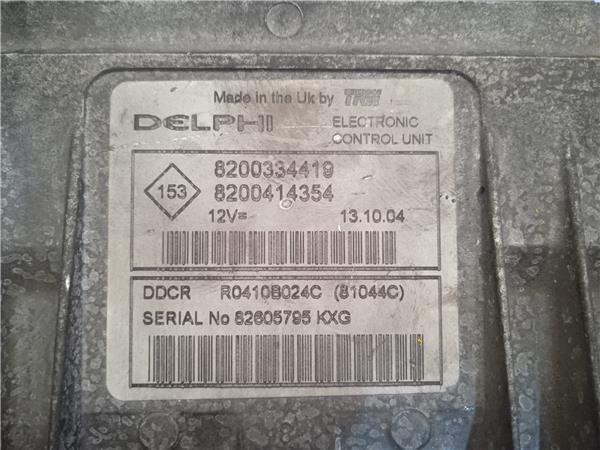 Made in the Uk by TRW
DELPHI ELECTRONIC
CONTROL UNIT
153
8200334419
8200414354
12V= 13.10.04
DDCR R0410B024C (81044C)
SERIAL No 82605795 KXG